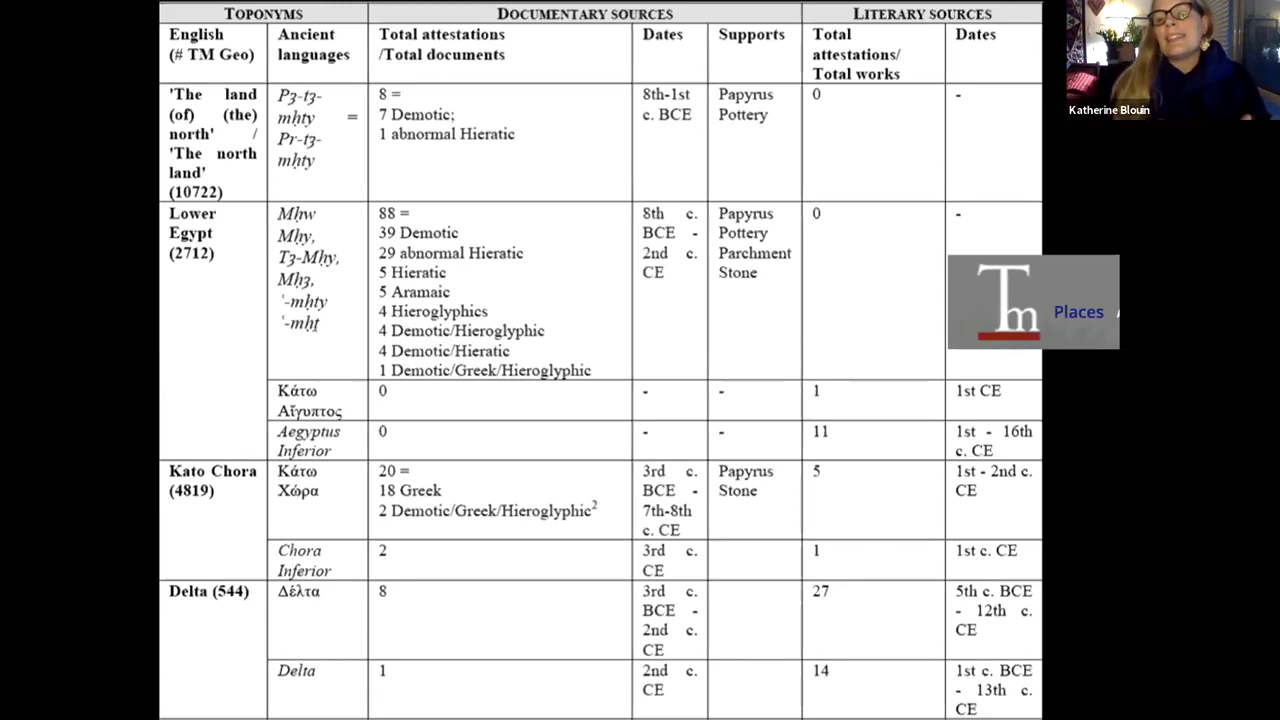 TOPONYMS DOCUMENTARY SOURCES LITERARY SOURCES
English (# TM Geo)
Ancient languages
Total attestations /Total documents
Dates
Supports
Total attestations/ Total works
Dates
'The land (of) (the) north' / 'The north land' (10722)
Pȝ-tȝ-mḥty = Pr-tȝ-mḥty
8 =
7 Demotic;
1 abnormal Hieratic
8th-1st c. BCE
Papyrus
Pottery
0
-
Lower Egypt (2712)
Mḥw
Mḥy,
Tȝ-Mḥy,
Mḥȝ,
ʿ-mḥty
ʿ-mḥṯ
88 =
39 Demotic
29 abnormal Hieratic
5 Hieratic
5 Aramaic
4 Hieroglyphics
4 Demotic/Hieroglyphic
4 Demotic/Hieratic
1 Demotic/Greek/Hieroglyphic
8th c. BCE - 2nd c. CE
Papyrus
Pottery
Parchment
Stone
0
-
Κάτω Αἴγυπτος
0
-
-
1
1st CE
Aegyptus Inferior
0
-
-
11
1st - 16th c. CE
Kato Chora (4819)
Κάτω Χώρα
20 =
18 Greek
2 Demotic/Greek/Hieroglyphic2
3rd c. BCE - 7th-8th c. CE
Papyrus
Stone
5
1st - 2nd c. CE
Chora Inferior
2
3rd c. CE
1
1st c. CE
Delta (544)
Δέλτα
8
3rd c. BCE - 2nd c. CE
27
5th c. BCE - 12th c. CE
Delta
1
2nd c. CE
14
1st c. BCE - 13th c. CE
Tm Places
Katherine Blouin